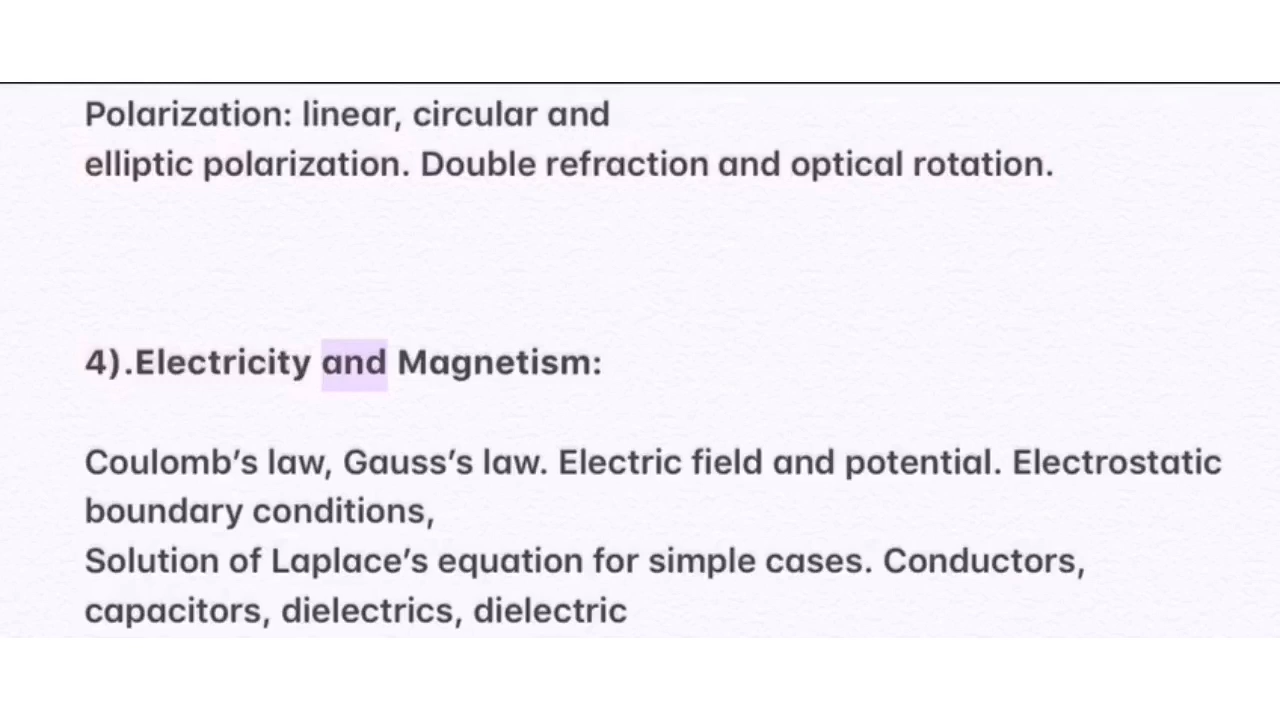 Polarization: linear, circular and
elliptic polarization. Double refraction and optical rotation.
4).Electricity and Magnetism:
Coulomb’s law, Gauss’s law. Electric field and potential. Electrostatic
boundary conditions,
Solution of Laplace’s equation for simple cases. Conductors,
capacitors, dielectrics, dielectric